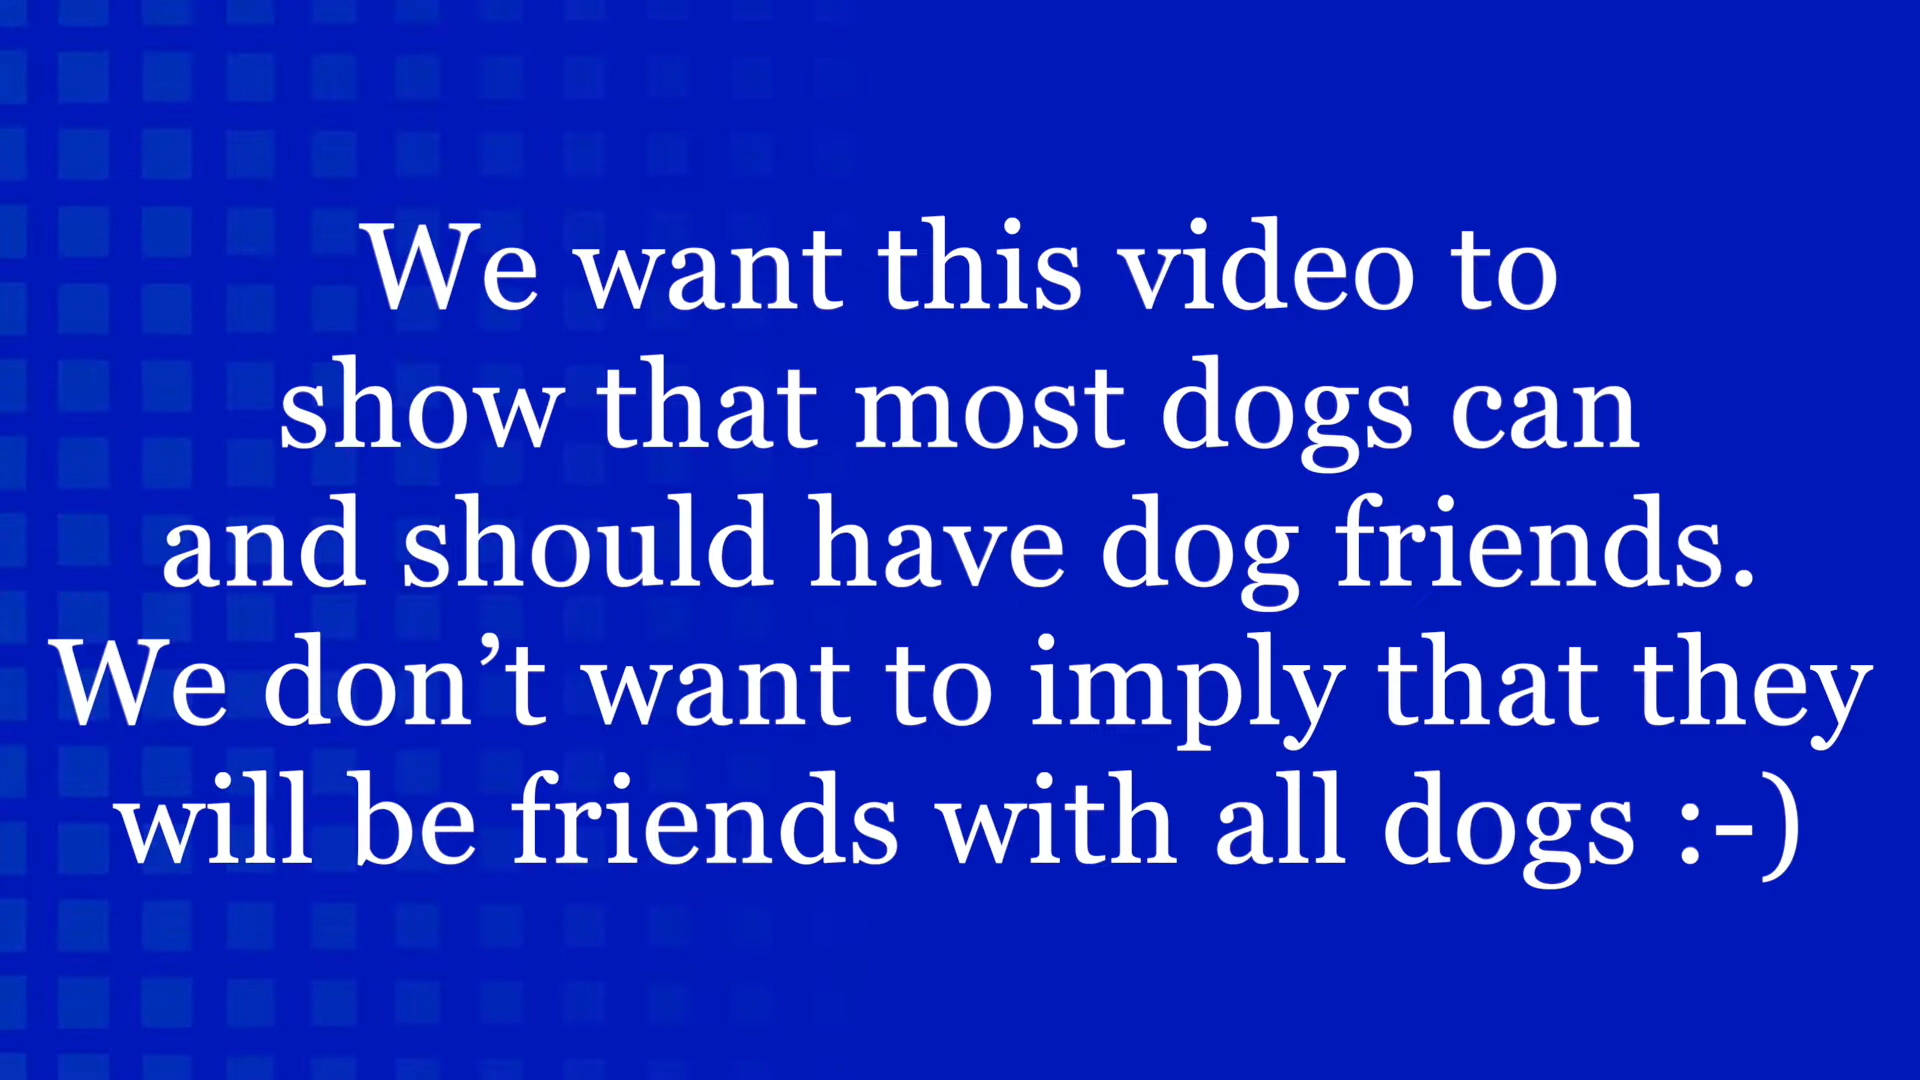 We want this video to
show that most dogs can
and should have dog friends.
We don’t want to imply that they
will be friends with all dogs :-)